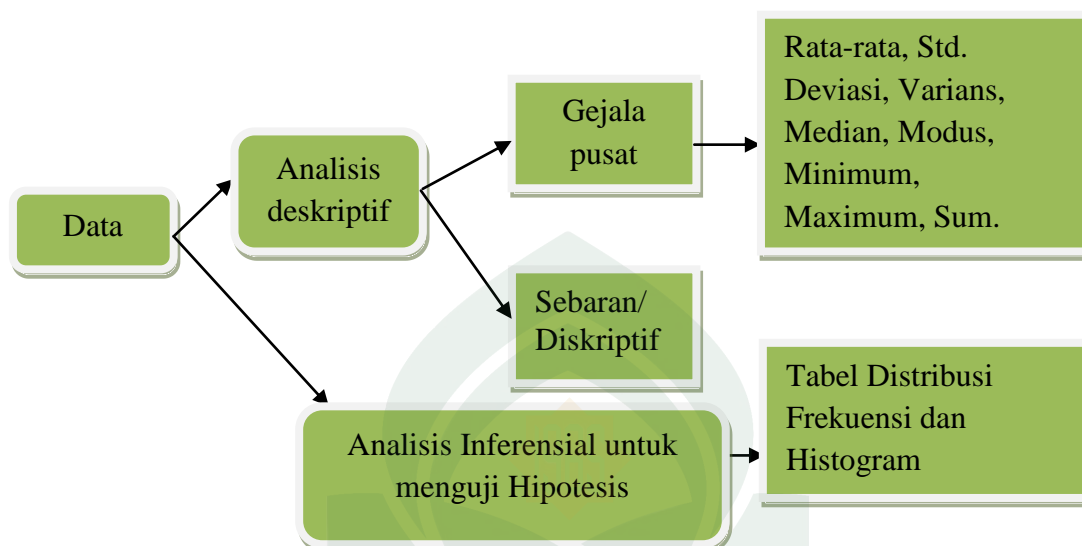 Data
Analisis
deskriptif
Gejala
pusat
Rata-rata, Std.
Deviasi, Varians,
Median, Modus,
Minimum,
Maximum, Sum.
Sebaran/
Diskriptif
Analisis Inferensial untuk
menguji Hipotesis
Tabel Distribusi
Frekuensi dan
Histogram